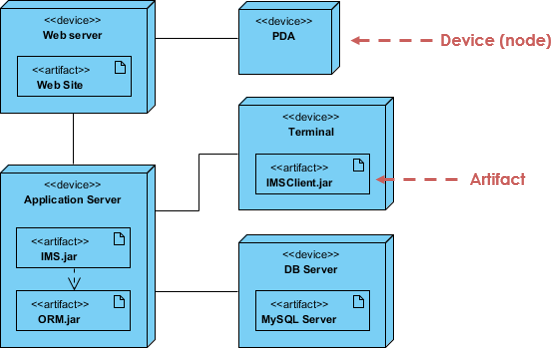 <<device>>
Web server
<<artifact>>
Web Site
<<device>>
PDA
Device (node)
<<device>>
Terminal
<<artifact>>
IMSClient.jar
Artifact
<<device>>
Application Server
<<artifact>>
IMS.jar
<<artifact>>
ORM.jar
<<device>>
DB Server
<<artifact>>
MySQL Server